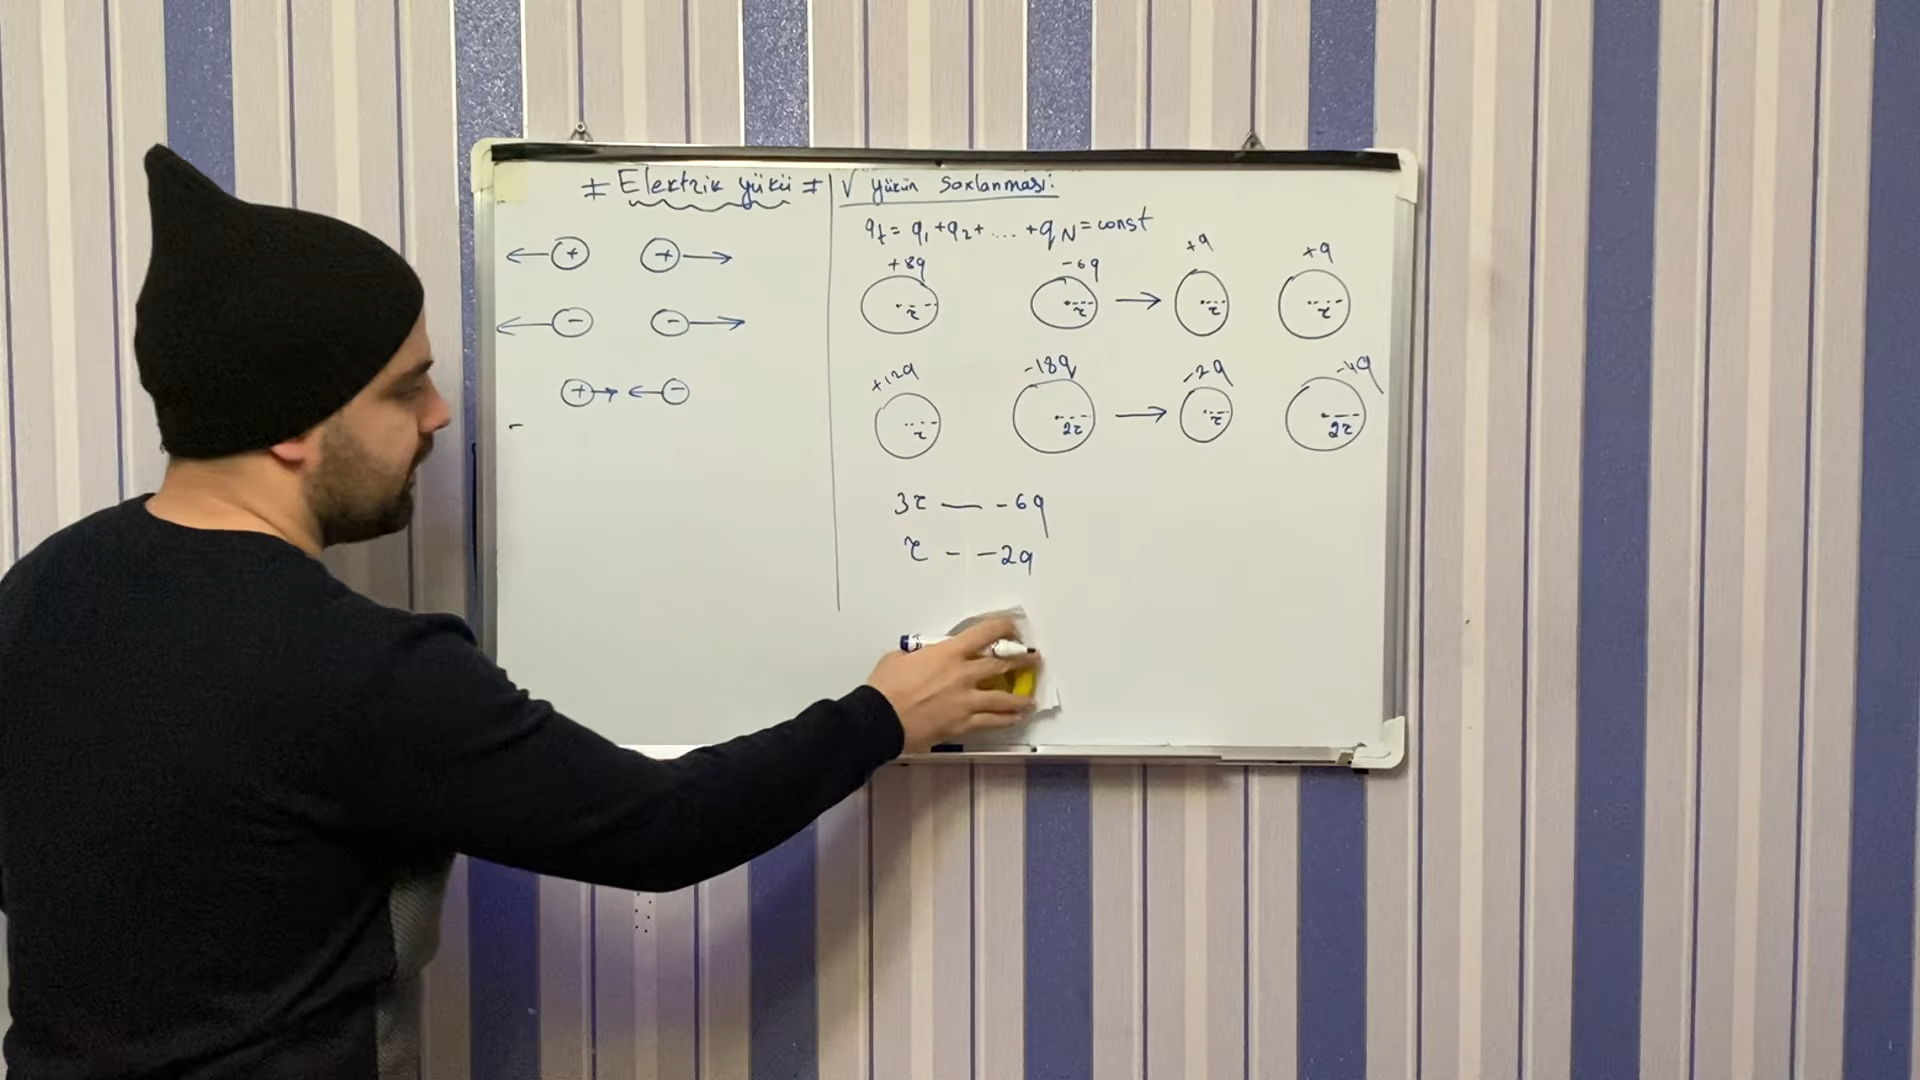 ≠ Elektrik yükü ≠
+ +
- -
+ -
-
√ yükün saxlanması:
qt = q1 + q2 + .... + qN = const
+8q -6q +q +q
r r → r r
+12q -18q -2q -4q
r 2r → r 2r
3r — -6q
r - -2q